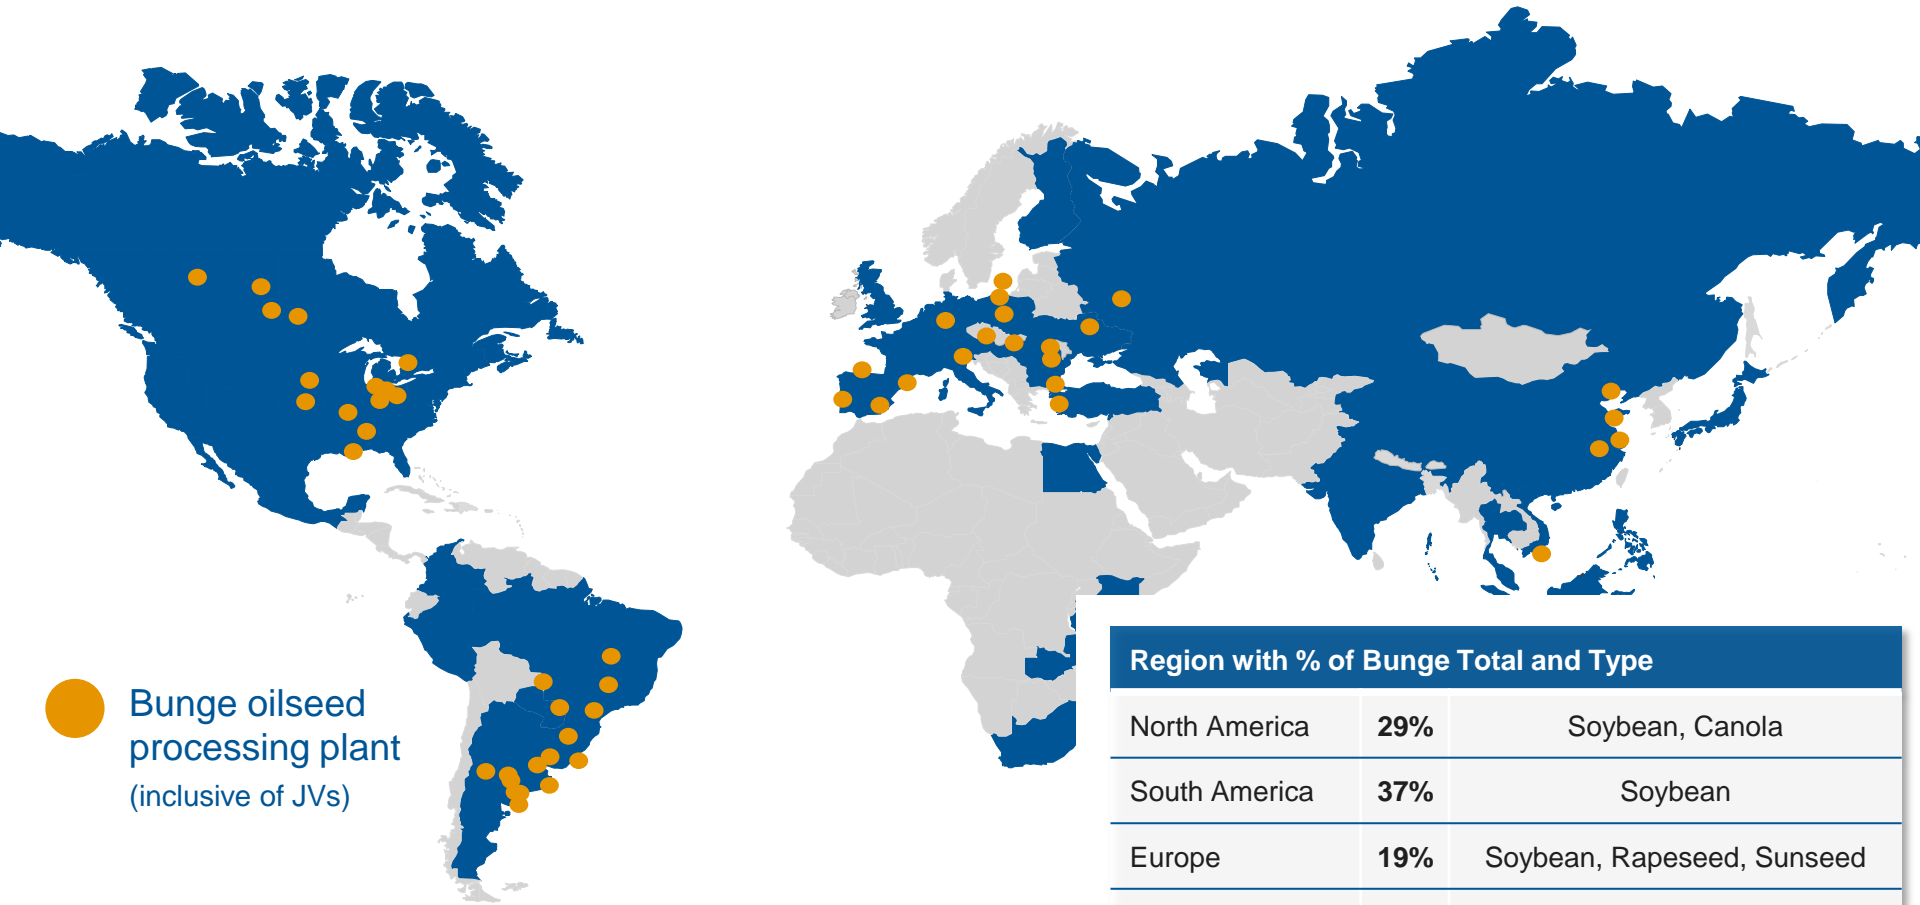 Bunge oilseed
processing plant
(inclusive of JVs)
Region with % of Bunge Total and Type
North America 29% Soybean, Canola
South America 37% Soybean
Europe 19% Soybean, Rapeseed, Sunseed